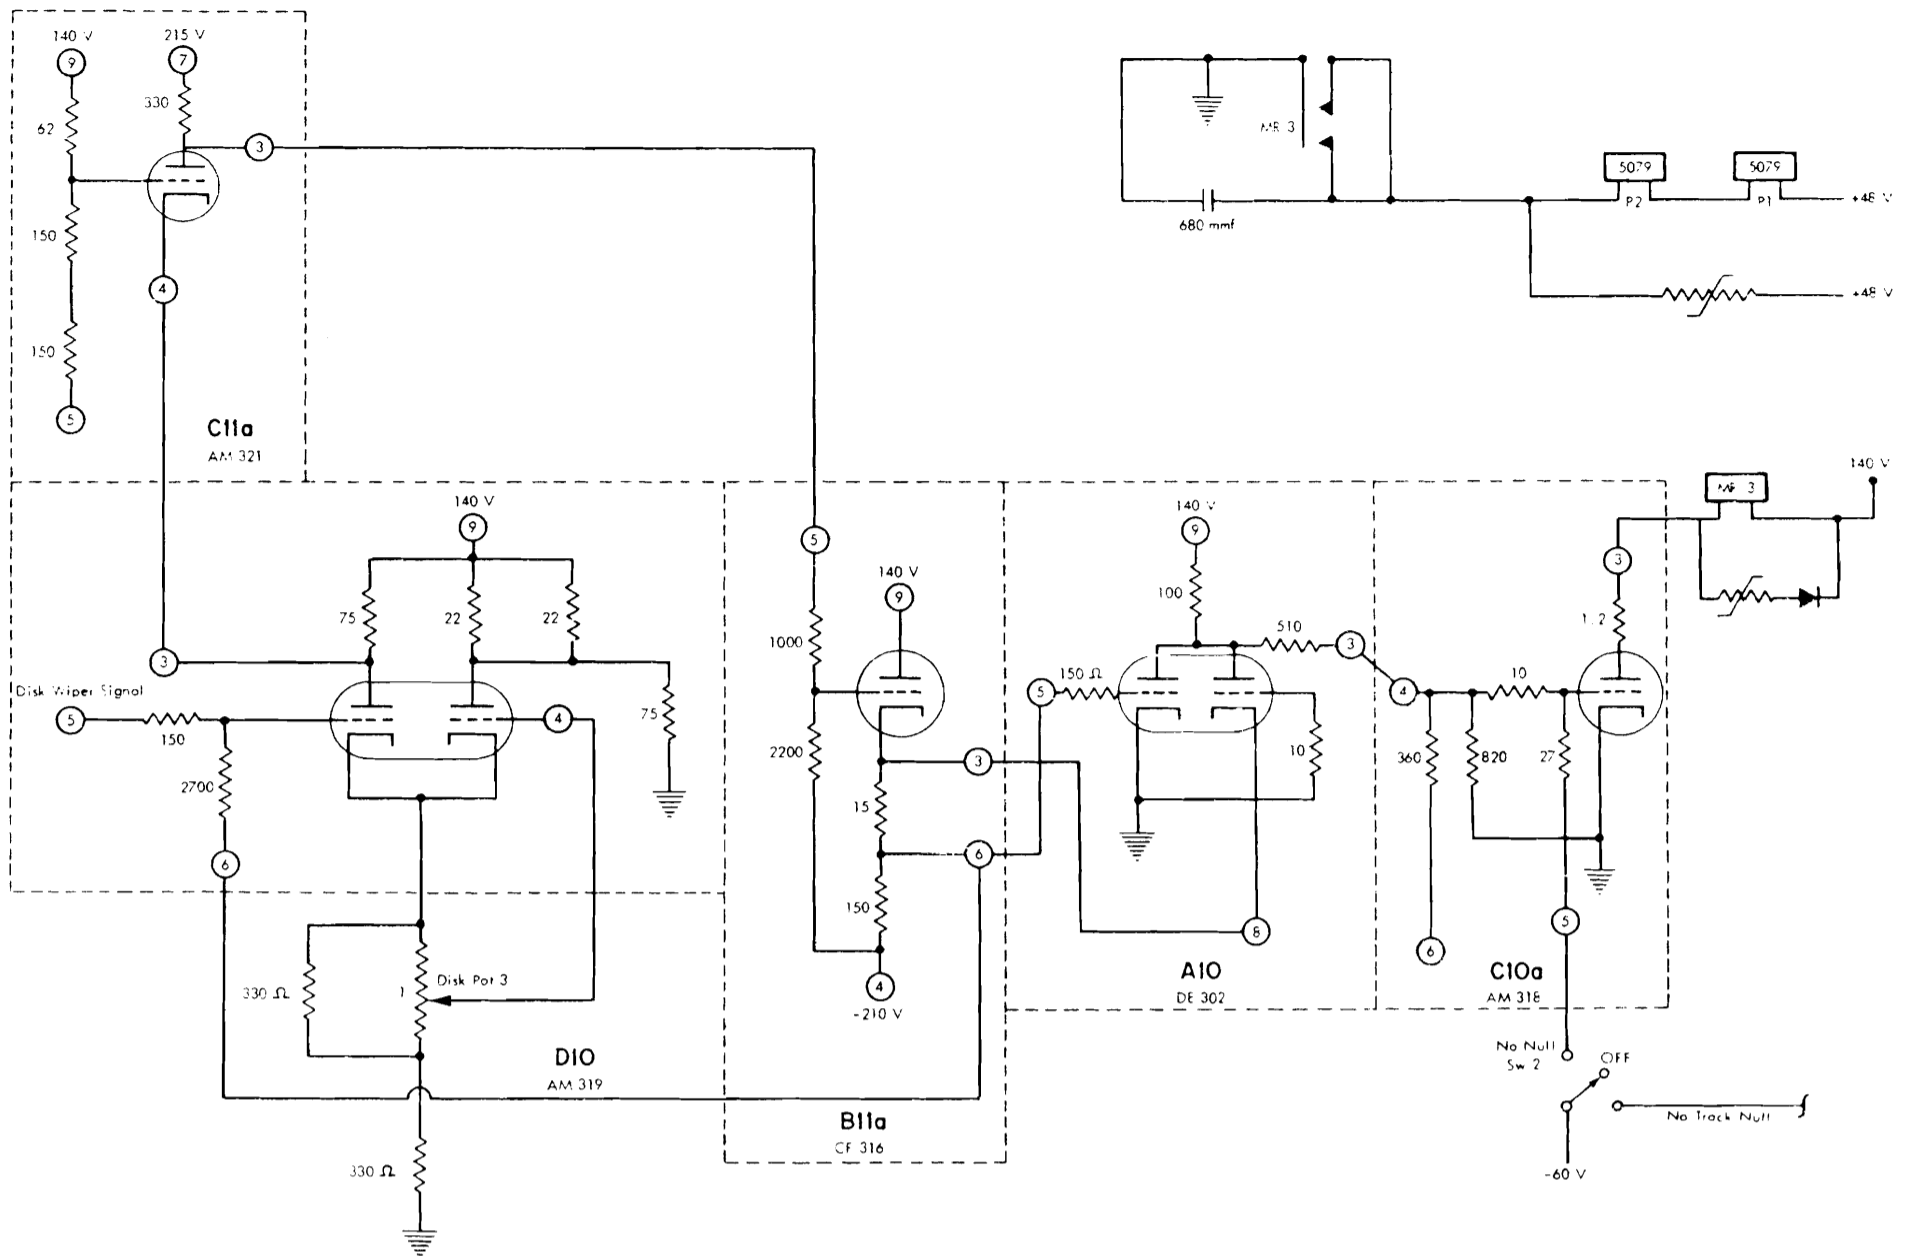 140 V
215 V
9
7
330
62
3
150
4
150
5
C11a
AM 321
MR 3
680 mmf
5079
5079
P2
P1
+48 V
+48 V
140 V
9
75
22
22
3
Disk Wiper Signal
5
150
4
75
2700
6
330 Ω
1
Disk Pot 3
D10
AM 319
330 Ω
5
140 V
9
1000
2200
3
15
6
150
4
-210 V
B11a
CF 316
140 V
9
100
510
3
5
150 Ω
10
8
A10
DE 302
140 V
MR 3
3
1.2
4
10
360
820
27
5
6
C10a
AM 318
No Null
Sw 2
OFF
No Track Null
-60 V